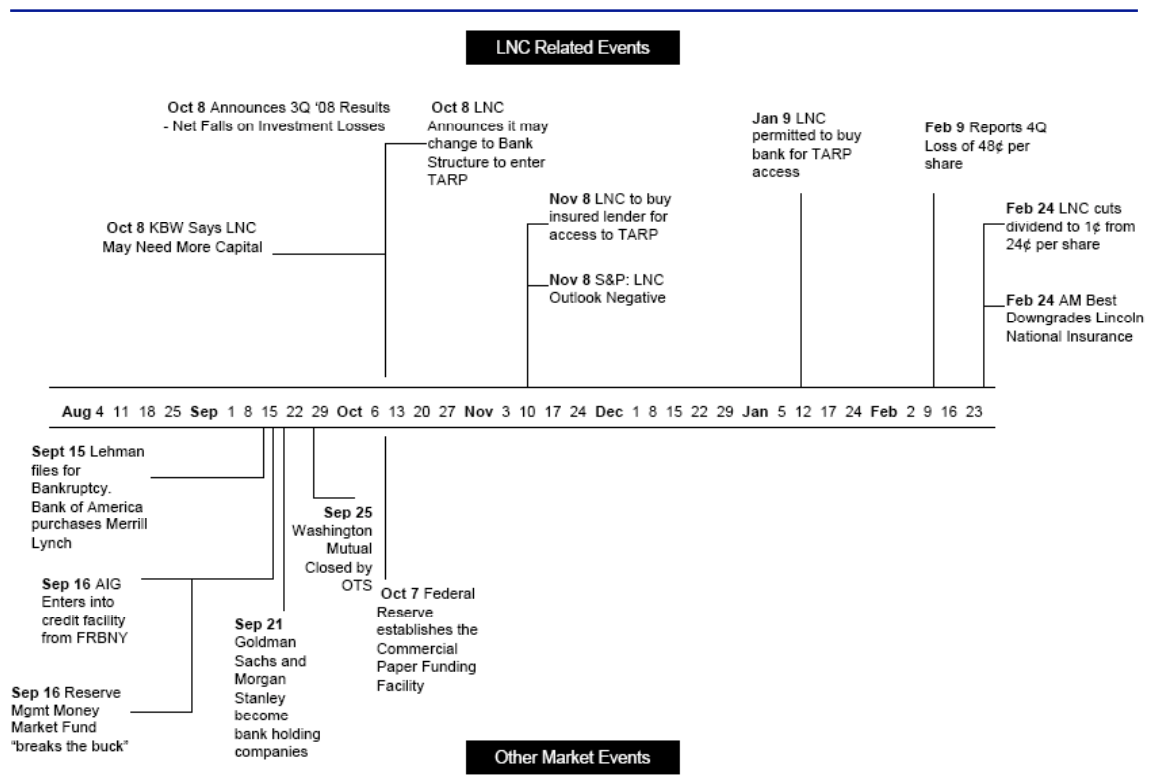 LNC Related Events
Oct 8 Announces 3Q ‘08 Results
- Net Falls on Investment Losses
Oct 8 LNC
Announces it may
change to Bank
Structure to enter
TARP
Jan 9 LNC
permitted to buy
bank for TARP
access
Feb 9 Reports 4Q
Loss of 48¢ per
share
Oct 8 KBW Says LNC
May Need More Capital
Nov 8 LNC to buy
insured lender for
access to TARP
Nov 8 S&P: LNC
Outlook Negative
Feb 24 LNC cuts
dividend to 1¢ from
24¢ per share
Feb 24 AM Best
Downgrades Lincoln
National Insurance
Aug 4 11 18 25 Sep 1 8 15 22 29 Oct 6 13 20 27 Nov 3 10 17 24 Dec 1 8 15 22 29 Jan 5 12 17 24 Feb 2 9 16 23
Sept 15 Lehman
files for
Bankruptcy.
Bank of America
purchases Merrill
Lynch
Sep 16 AIG
Enters into
credit facility
from FRBNY
Sep 16 Reserve
Mgmt Money
Market Fund
“breaks the buck”
Sep 21
Goldman
Sachs and
Morgan
Stanley
become
bank holding
companies
Sep 25
Washington
Mutual
Closed by
OTS
Oct 7 Federal
Reserve
establishes the
Commercial
Paper Funding
Facility
Other Market Events